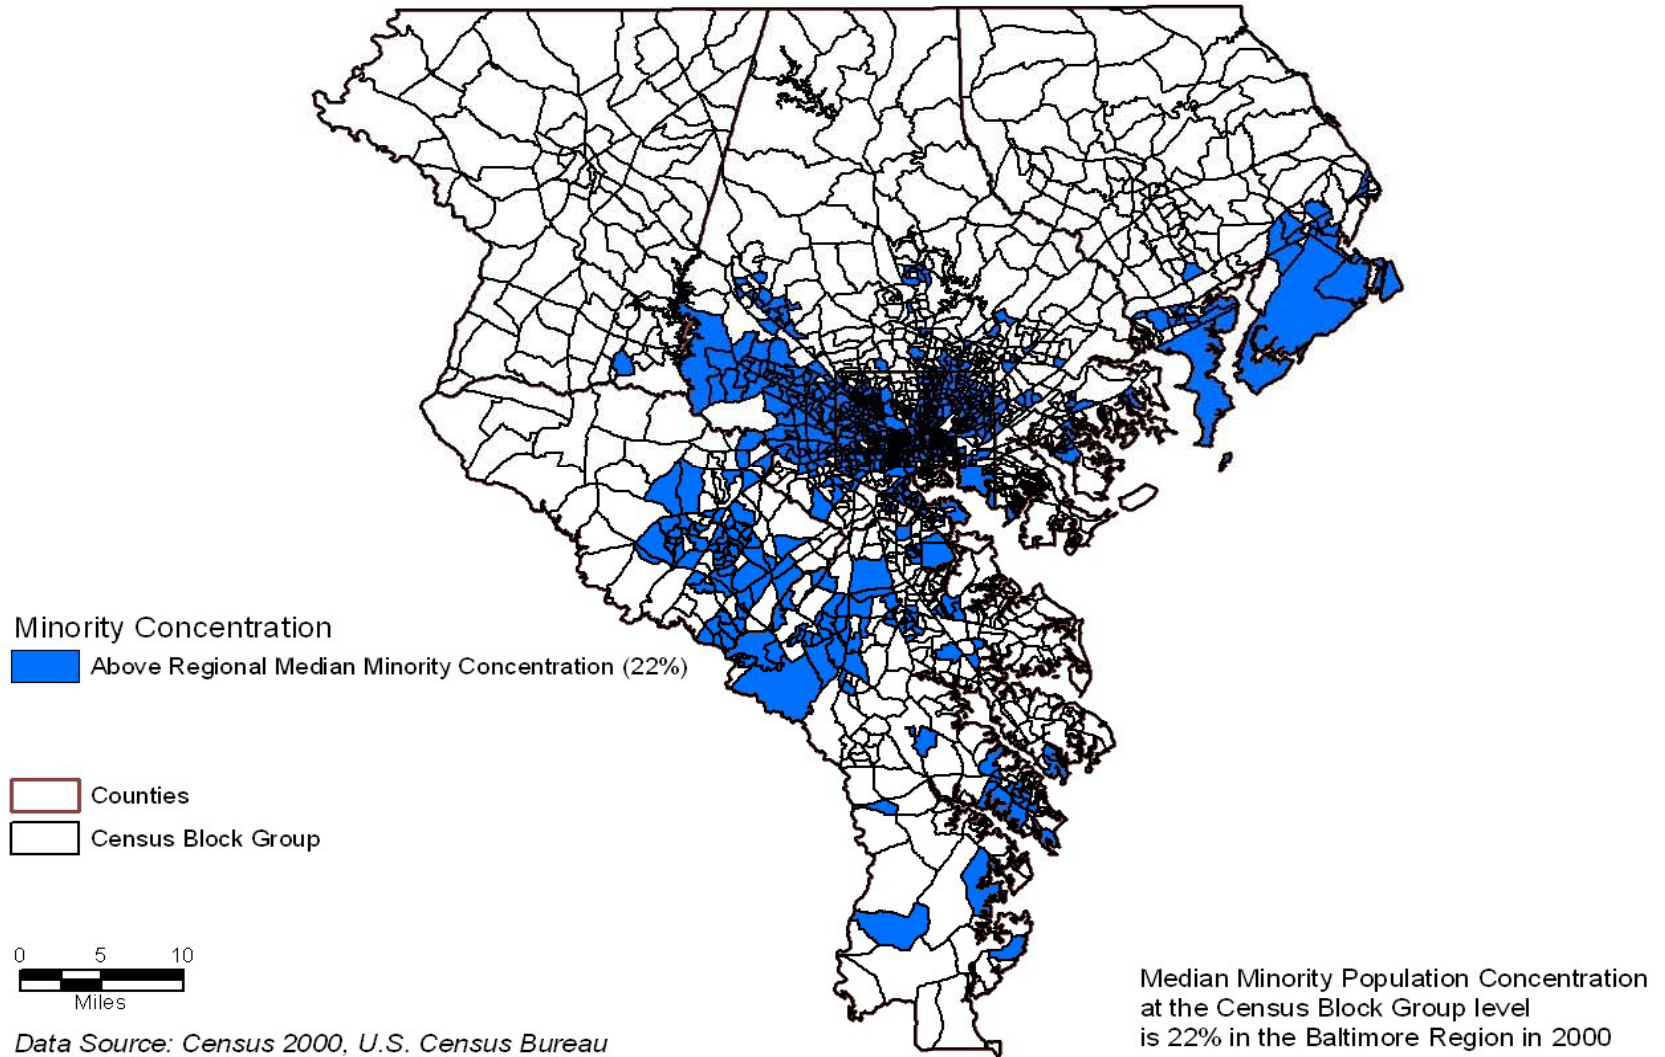 Minority Concentration
Above Regional Median Minority Concentration (22%)
Counties
Census Block Group
0 5 10
Miles
Data Source: Census 2000, U.S. Census Bureau
Median Minority Population Concentration
at the Census Block Group level
is 22% in the Baltimore Region in 2000